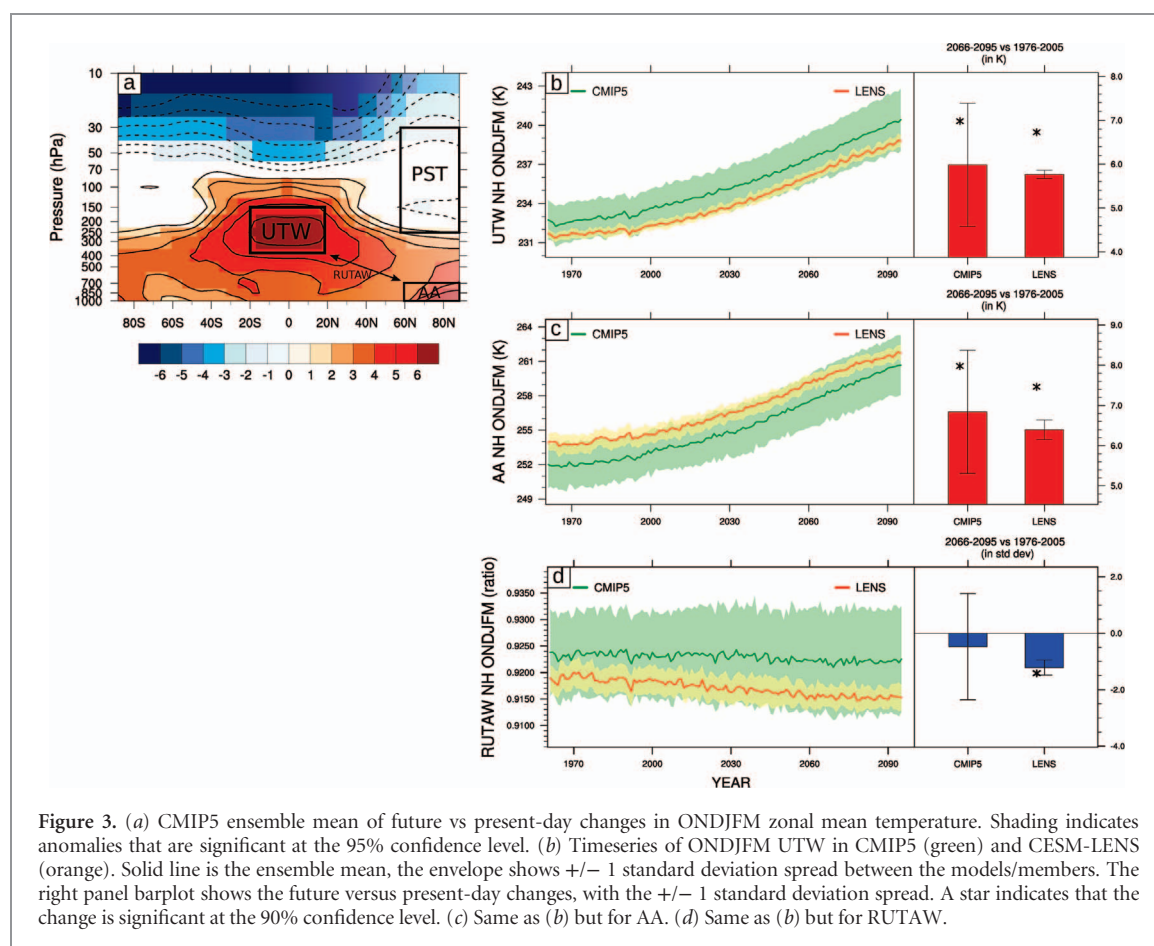 a
10
30
50
70
100
150
200
250
300
400
500
700
850
1000
Pressure (hPa)
PST
UTW
RUTAW
AA
80S 60S 40S 20S 0 20N 40N 60N 80N
-6 -5 -4 -3 -2 -1 0 1 2 3 4 5 6
2066-2095 vs 1976-2005
(in K)
b
CMIP5 LENS
UTW NH ONDJFM (K)
243
240
237
234
231
1970 2000 2030 2060 2090
8.0
7.0
6.0
5.0
4.0
* *
CMIP5 LENS
2066-2095 vs 1976-2005
(in K)
c
CMIP5 LENS
AA NH ONDJFM (K)
264
261
258
255
252
249
1970 2000 2030 2060 2090
9.0
8.0
7.0
6.0
5.0
* *
CMIP5 LENS
2066-2095 vs 1976-2005
(in std dev)
d
CMIP5 LENS
RUTAW NH ONDJFM (ratio)
0.9350
0.9300
0.9250
0.9200
0.9150
0.9100
1970 2000 2030 2060 2090
YEAR
2.0
0.0
-2.0
-4.0
*
CMIP5 LENS
Figure 3. (a) CMIP5 ensemble mean of future vs present-day changes in ONDJFM zonal mean temperature. Shading indicates
anomalies that are significant at the 95% confidence level. (b) Timeseries of ONDJFM UTW in CMIP5 (green) and CESM-LENS
(orange). Solid line is the ensemble mean, the envelope shows +/− 1 standard deviation spread between the models/members. The
right panel barplot shows the future versus present-day changes, with the +/− 1 standard deviation spread. A star indicates that the
change is significant at the 90% confidence level. (c) Same as (b) but for AA. (d) Same as (b) but for RUTAW.